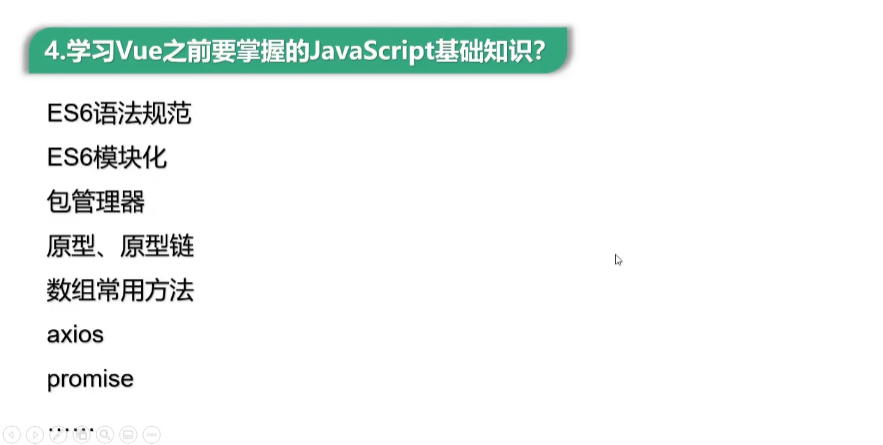 4.学习Vue之前要掌握的JavaScript基础知识?
ES6语法规范
ES6模块化
包管理器
原型、原型链
数组常用方法
axios
promise
……